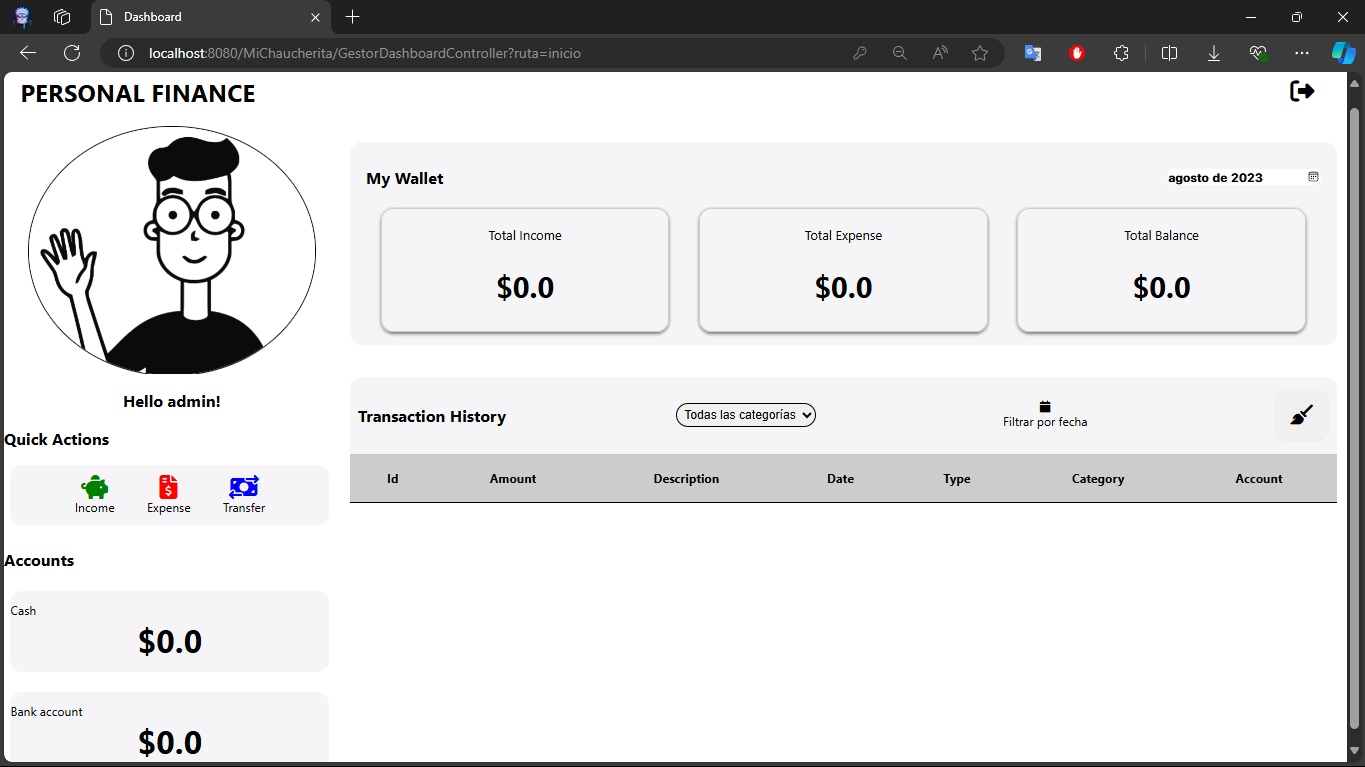 Dashboard
localhost:8080/MiChaucherita/GestorDashboardController?ruta=inicio
PERSONAL FINANCE
Hello admin!
Quick Actions
Income Expense Transfer
Accounts
Cash
$0.0
Bank account
$0.0
My Wallet
agosto de 2023
Total Income Total Expense Total Balance
$0.0 $0.0 $0.0
Transaction History
Todas las categorías
Filtrar por fecha
Id Amount Description Date Type Category Account